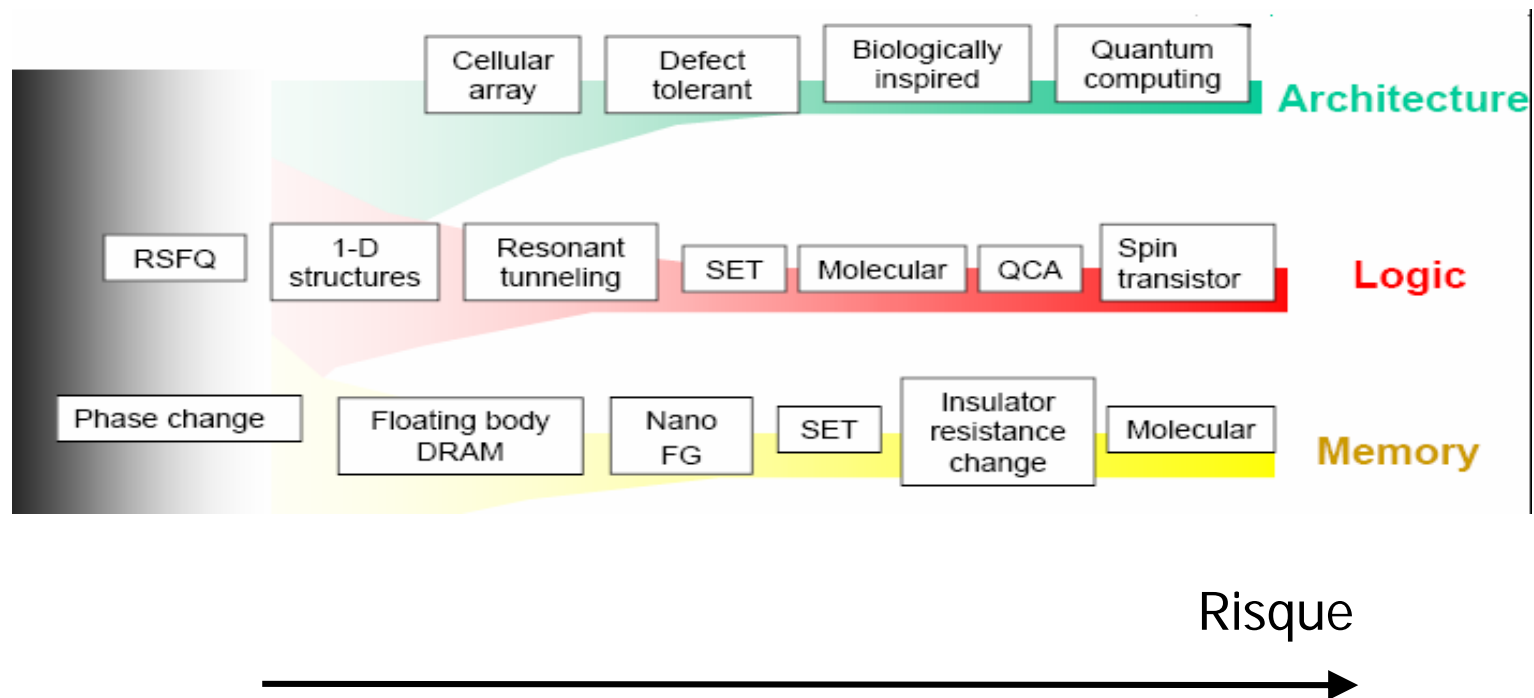 Cellular
array
Defect
tolerant
Biologically
inspired
Quantum
computing
Architecture
RSFQ
1-D
structures
Resonant
tunneling
SET
Molecular
QCA
Spin
transistor
Logic
Phase change
Floating body
DRAM
Nano
FG
SET
Insulator
resistance
change
Molecular
Memory
Risque